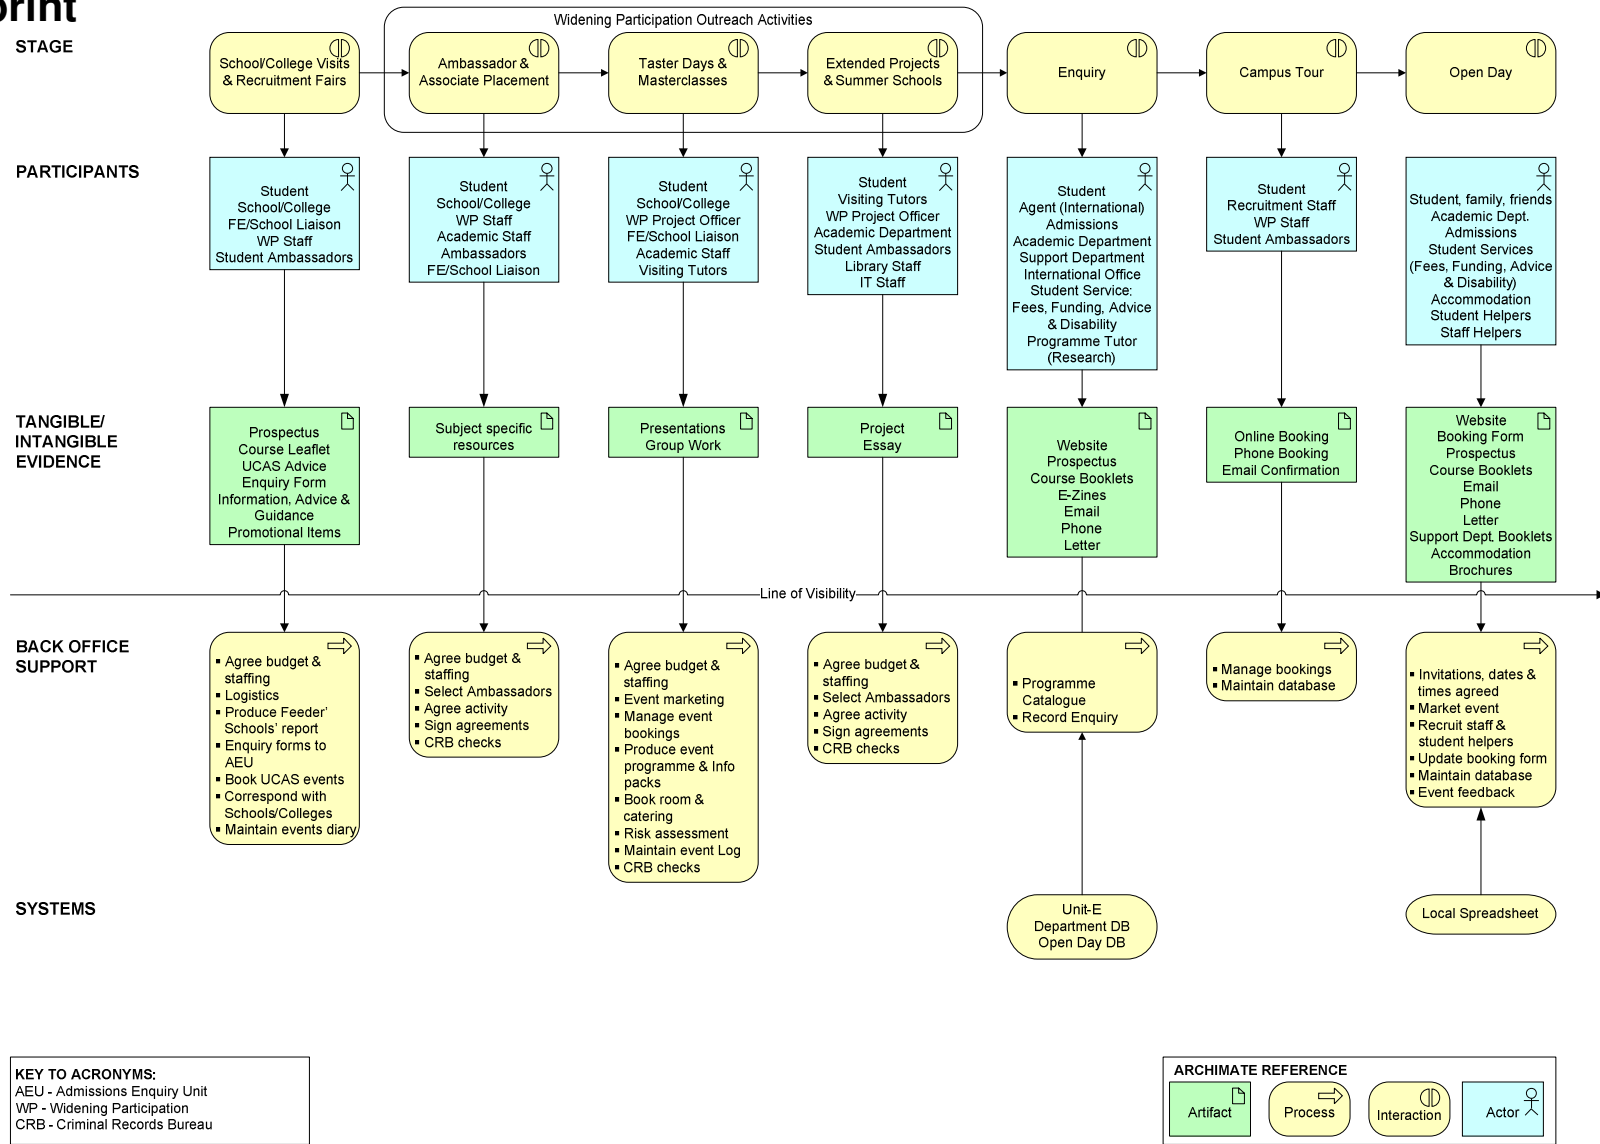 print
Widening Participation Outreach Activities
STAGE
School/College Visits
& Recruitment Fairs
Ambassador &
Associate Placement
Taster Days &
Masterclasses
Extended Projects
& Summer Schools
Enquiry
Campus Tour
Open Day
PARTICIPANTS
Student
School/College
FE/School Liaison
WP Staff
Student Ambassadors
Student
School/College
WP Staff
Academic Staff
Ambassadors
FE/School Liaison
Student
School/College
WP Project Officer
FE/School Liaison
Academic Staff
Visiting Tutors
Student
Visiting Tutors
WP Project Officer
Academic Department
Student Ambassadors
Library Staff
IT Staff
Student
Agent (International)
Admissions
Academic Department
Support Department
International Office
Student Service:
Fees, Funding, Advice
& Disability
Programme Tutor
(Research)
Student
Recruitment Staff
WP Staff
Student Ambassadors
Student, family, friends
Academic Dept.
Admissions
Student Services
(Fees, Funding, Advice
& Disability)
Accommodation
Student Helpers
Staff Helpers
TANGIBLE/
INTANGIBLE
EVIDENCE
Prospectus
Course Leaflet
UCAS Advice
Enquiry Form
Information, Advice &
Guidance
Promotional Items
Subject specific
resources
Presentations
Group Work
Project
Essay
Website
Prospectus
Course Booklets
E-Zines
Email
Phone
Letter
Online Booking
Phone Booking
Email Confirmation
Website
Booking Form
Prospectus
Course Booklets
Email
Phone
Letter
Support Dept. Booklets
Accommodation
Brochures
Line of Visibility
BACK OFFICE
SUPPORT
▪ Agree budget &
staffing
▪ Logistics
▪ Produce Feeder’
Schools’ report
▪ Enquiry forms to
AEU
▪ Book UCAS events
▪ Correspond with
Schools/Colleges
▪ Maintain events diary
▪ Agree budget &
staffing
▪ Select Ambassadors
▪ Agree activity
▪ Sign agreements
▪ CRB checks
▪ Agree budget &
staffing
▪ Event marketing
▪ Manage event
bookings
▪ Produce event
programme & Info
packs
▪ Book room &
catering
▪ Risk assessment
▪ Maintain event Log
▪ CRB checks
▪ Agree budget &
staffing
▪ Select Ambassadors
▪ Agree activity
▪ Sign agreements
▪ CRB checks
▪ Programme
Catalogue
▪ Record Enquiry
▪ Manage bookings
▪ Maintain database
▪ Invitations, dates &
times agreed
▪ Market event
▪ Recruit staff &
student helpers
▪ Update booking form
▪ Maintain database
▪ Event feedback
SYSTEMS
Unit-E
Department DB
Open Day DB
Local Spreadsheet
KEY TO ACRONYMS:
AEU - Admissions Enquiry Unit
WP - Widening Participation
CRB - Criminal Records Bureau
ARCHIMATE REFERENCE
Artifact
Process
Interaction
Actor